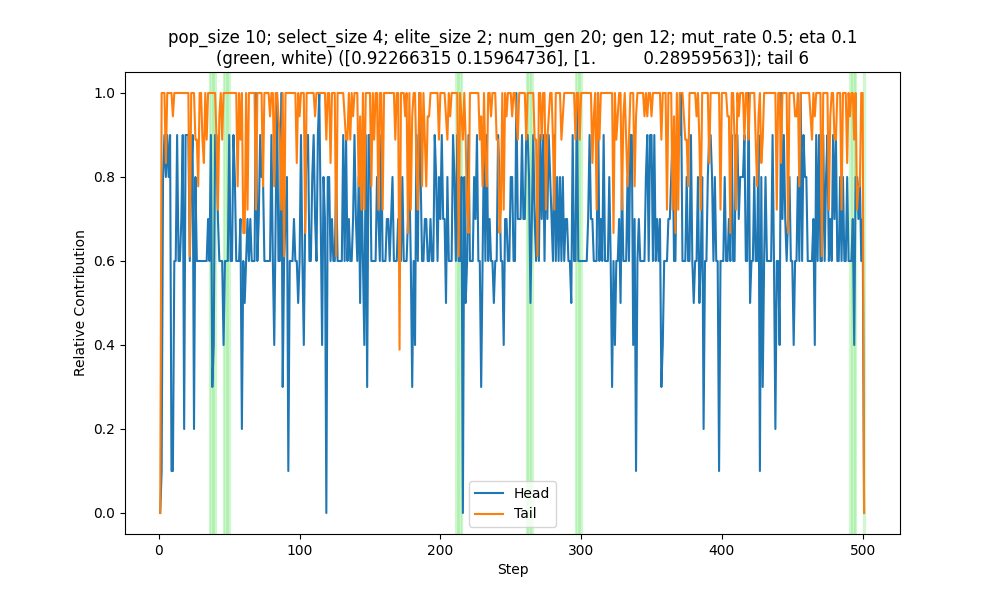 pop_size 10; select_size 4; elite_size 2; num_gen 20; gen 12; mut_rate 0.5; eta 0.1
(green, white) ([0.92266315 0.15964736], [1.         0.28959563]); tail 6
1.0
0.8
0.6
0.4
0.2
0.0
Relative Contribution
Head
Tail
0
100
200
300
400
500
Step